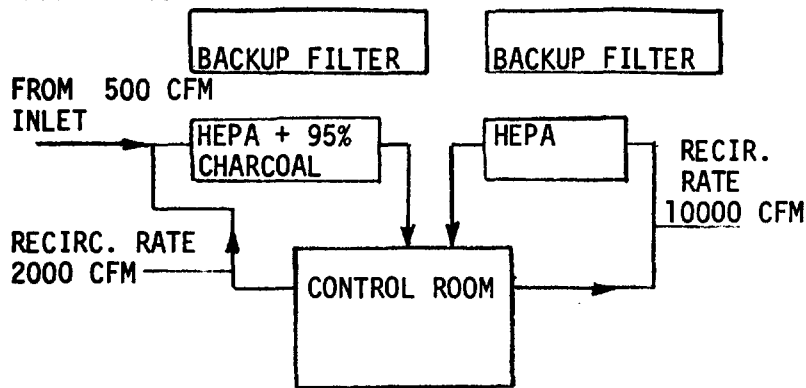 BACKUP FILTER
BACKUP FILTER
FROM 500 CFM
INLET
HEPA + 95%
CHARCOAL
HEPA
RECIR.
RATE
10000 CFM
RECIRC. RATE
2000 CFM
CONTROL ROOM